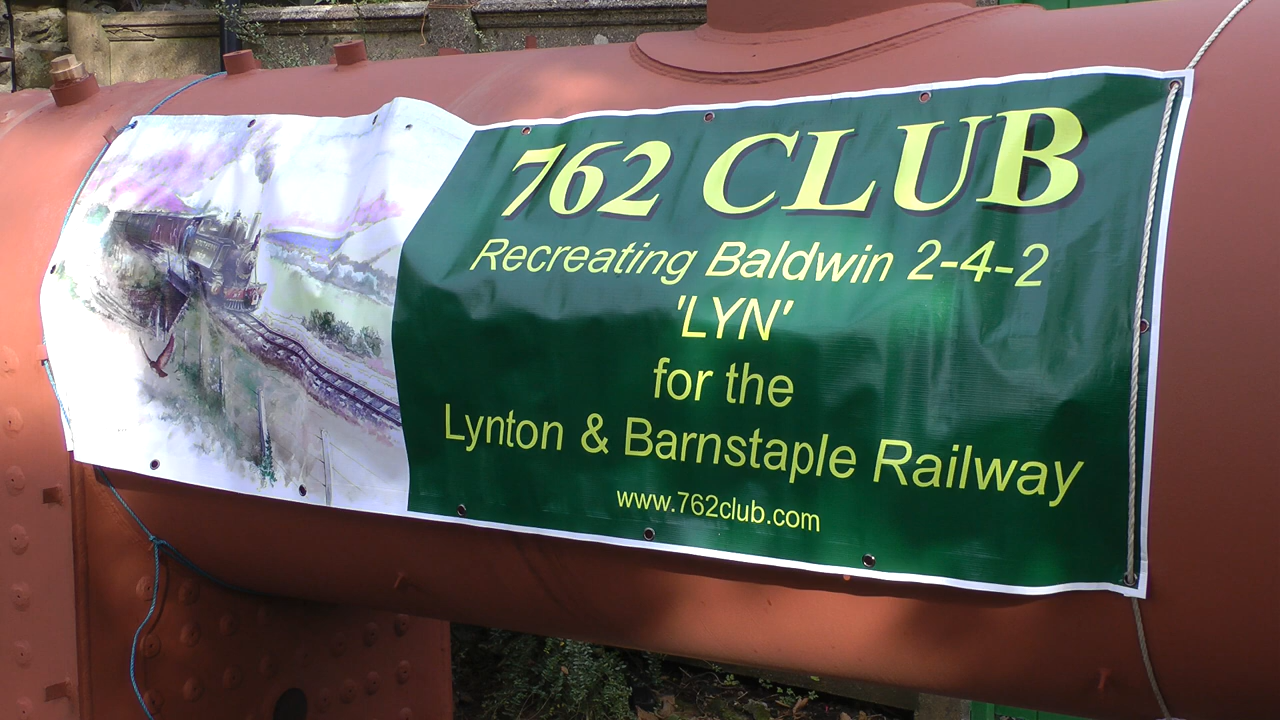 762 CLUB
Recreating Baldwin 2-4-2
'LYN'
for the
Lynton & Barnstaple Railway
www.762club.com